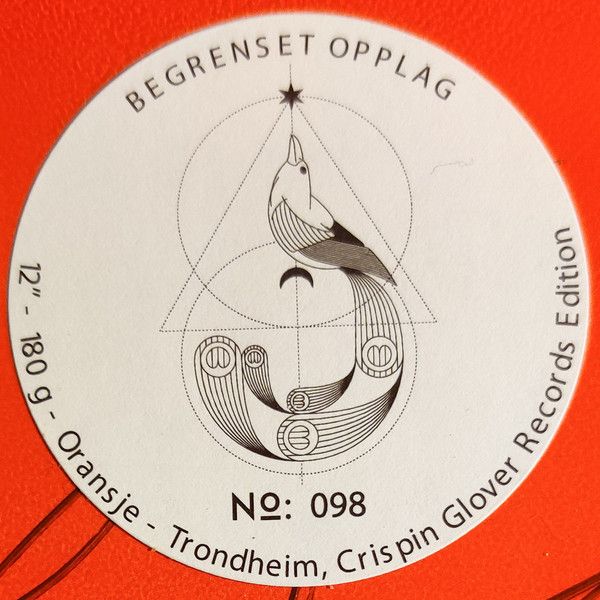 BEGRENSET OPPLAG
No: 098
12" - 180 g - Oransje - Trondheim, Crispin Glover Records Edition